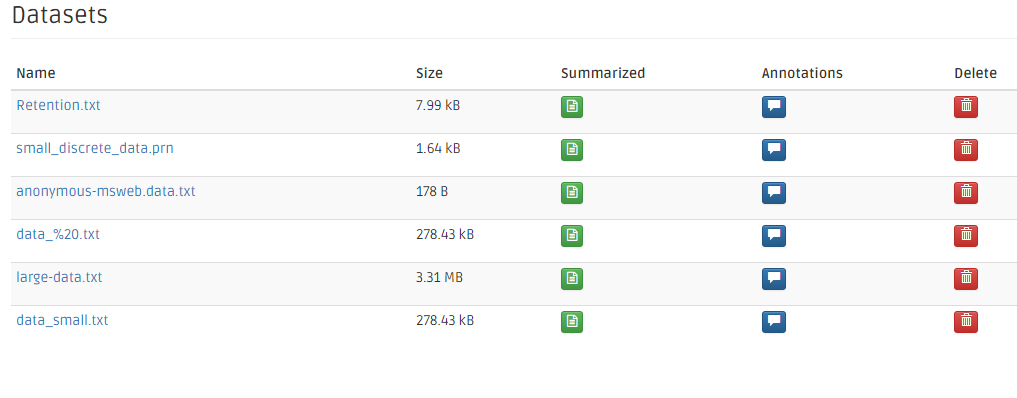 Datasets
Name Size Summarized Annotations Delete
Retention.txt 7.99 kB
small_discrete_data.prn 1.64 kB
anonymous-msweb.data.txt 178 B
data_%20.txt 278.43 kB
large-data.txt 3.31 MB
data_small.txt 278.43 kB